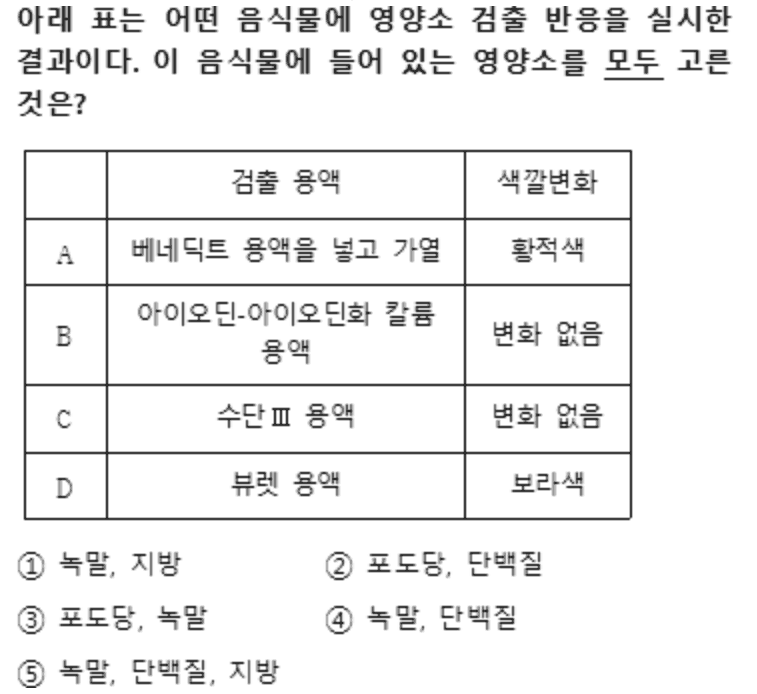 아래 표는 어떤 음식물에 영양소 검출 반응을 실시한
결과이다. 이 음식물에 들어 있는 영양소를 모두 고른
것은?
검출 용액 색깔변화
A 베네딕트 용액을 넣고 가열 황적색
B 아이오딘-아이오딘화 칼륨 변화 없음
용액
C 수단Ⅲ 용액 변화 없음
D 뷰렛 용액 보라색
① 녹말, 지방 ② 포도당, 단백질
③ 포도당, 녹말 ④ 녹말, 단백질
⑤ 녹말, 단백질, 지방